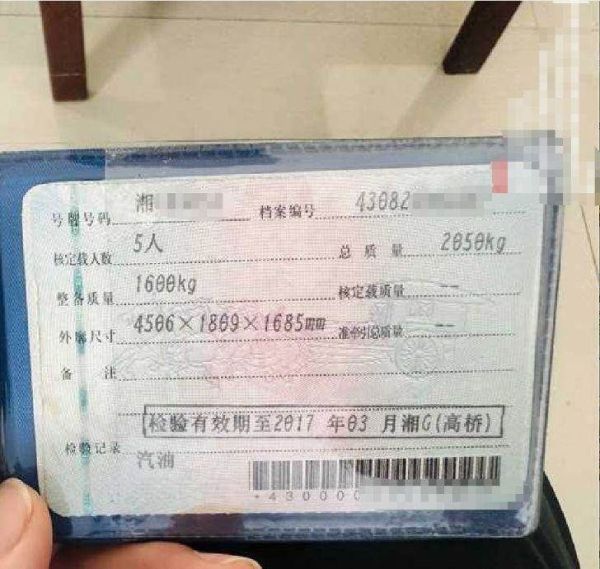 号牌号码 湘 档案编号 43082
核定载人数 5人 总质量 2050kg
整备质量 1600kg 核定载质量 --
外廓尺寸 4506×1809×1685mm 准牵引总质量 --
备注
检验有效期至2017年03月湘G(高桥)
检验记录
汽油
*430000